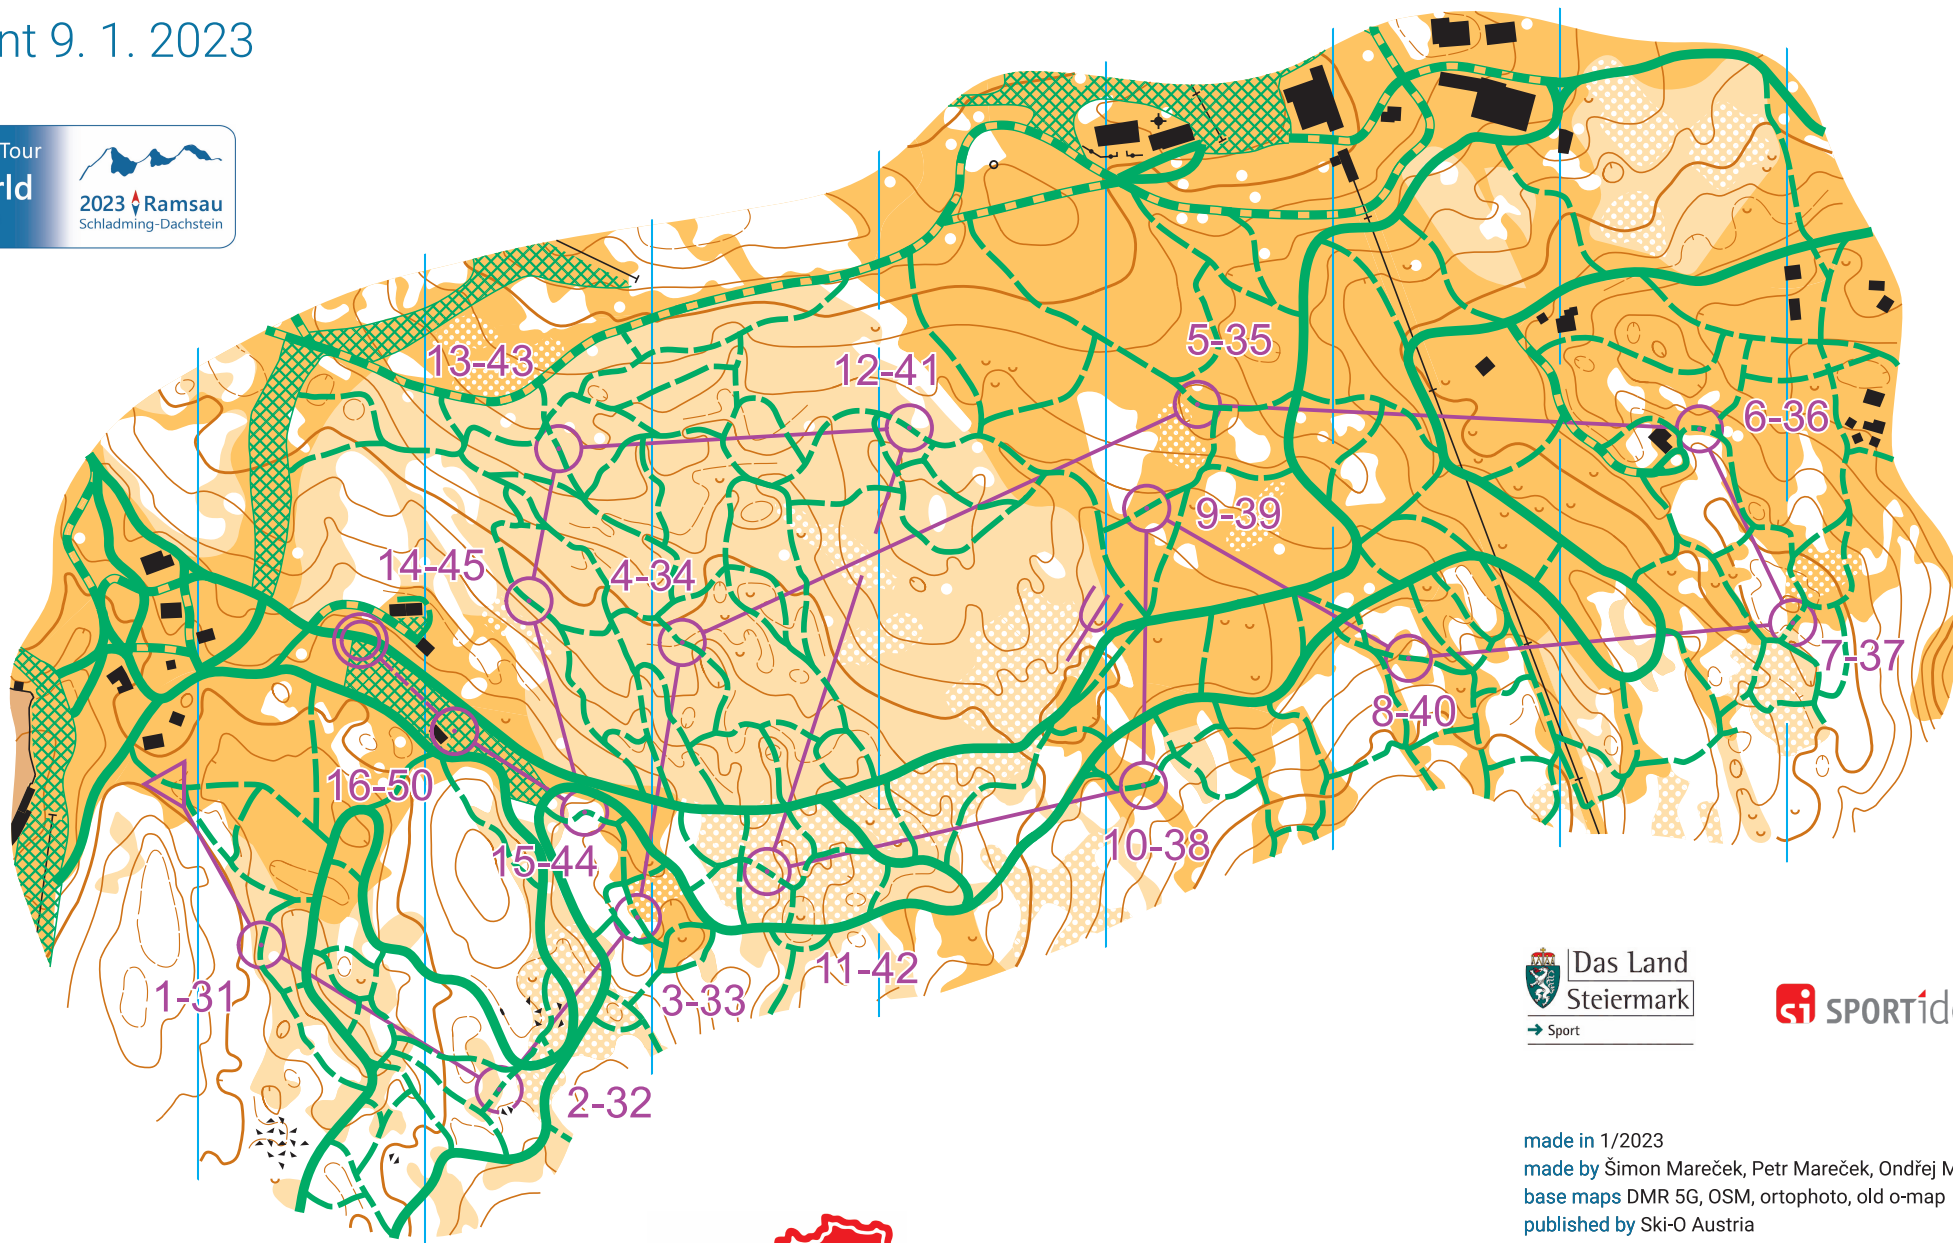 nt 9. 1. 2023
Tour
rld
2023 Ramsau
Schladming-Dachstein
13-43
12-41
5-35
6-36
9-39
14-45
4-34
7-37
8-40
16-50
15-44
10-38
11-42
1-31
3-33
2-32
Das Land
Steiermark
→ Sport
si SPORTid
made in 1/2023
made by Šimon Mareček, Petr Mareček, Ondřej M
base maps DMR 5G, OSM, ortophoto, old o-map
published by Ski-O Austria